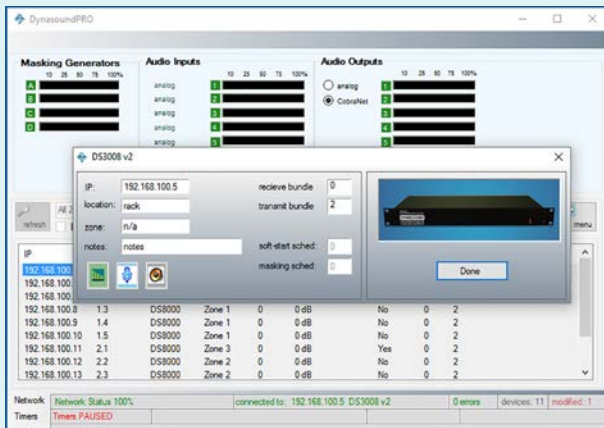 DynasoundPRO
Masking Generators
10 25 50 75 100%
A
B
C
D
Audio Inputs
10 25 50 75 100%
analog 1
analog 2
analog 3
analog 4
analog 5
Audio Outputs
analog
CobraNet
10 25 50 75 100%
1
2
3
4
5
DS3008 v2
IP: 192.168.100.5
location: rack
zone: n/a
notes: notes
recieve bundle 0
transmit bundle 2
soft-start sched: 0
masking sched: 0
Done
refresh
All
menu
IP
192.168.100.
192.168.100.
192.168.100.
192.168.100.8 1.3 DS8000 Zone 1 0 0 dB No 0 2
192.168.100.9 1.4 DS8000 Zone 1 0 0 dB No 0 2
192.168.100.10 1.5 DS8000 Zone 1 0 0 dB No 0 2
192.168.100.11 2.1 DS8000 Zone 3 0 0 dB Yes 0 2
192.168.100.12 2.2 DS8000 Zone 2 0 0 dB No 0 2
192.168.100.13 2.3 DS8000 Zone 2 0 0 dB No 0 2
Network Network Status 100% connected to: 192.168.100.5 DS3008 v2 0 errors devices: 11 modified: 1
Timers Timers PAUSED